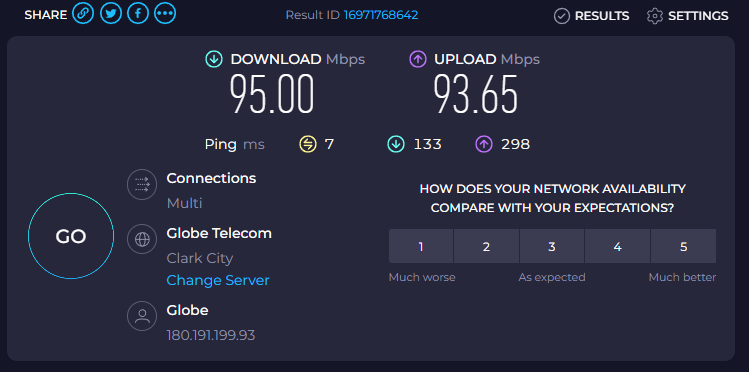 SHARE
Result ID 16971768642
RESULTS
SETTINGS
DOWNLOAD Mbps
95.00
UPLOAD Mbps
93.65
Ping ms 7 133 298
GO
Connections
Multi
Globe Telecom
Clark City
Change Server
Globe
180.191.199.93
HOW DOES YOUR NETWORK AVAILABILITY
COMPARE WITH YOUR EXPECTATIONS?
1 2 3 4 5
Much worse As expected Much better